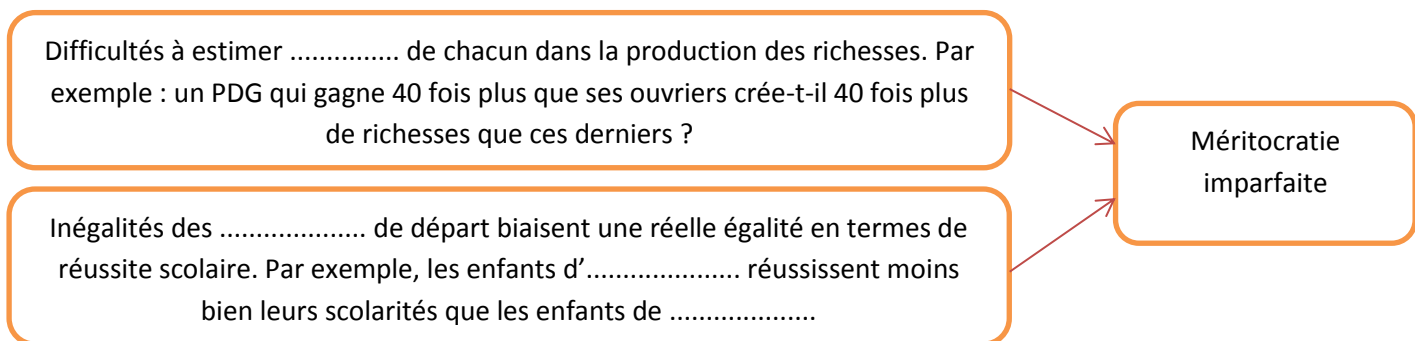 Difficultés à estimer ............... de chacun dans la production des richesses. Par
exemple : un PDG qui gagne 40 fois plus que ses ouvriers crée-t-il 40 fois plus
de richesses que ces derniers ?
Méritocratie
imparfaite
Inégalités des .................... de départ biaisent une réelle égalité en termes de
réussite scolaire. Par exemple, les enfants d’..................... réussissent moins
bien leurs scolarités que les enfants de ....................